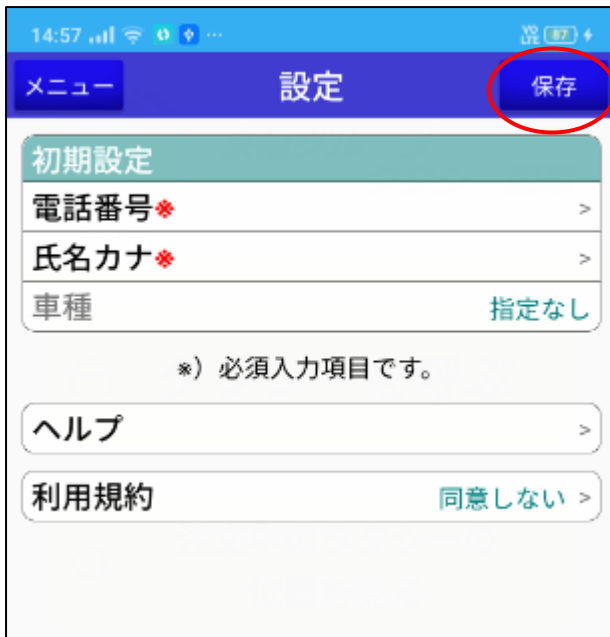 14:57
87
メニュー 設定 保存
初期設定
電話番号※ >
氏名カナ※ >
車種 指定なし
※）必須入力項目です。
ヘルプ >
利用規約 同意しない >